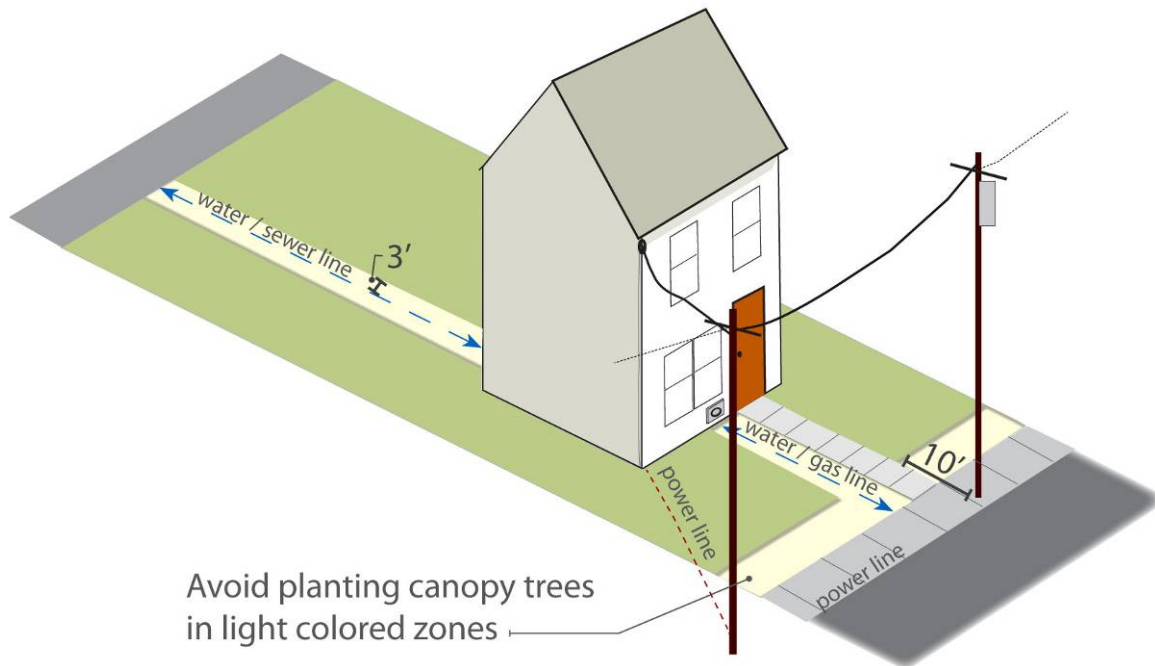 water / sewer line
3’
water / gas line
10’
power line
power line
Avoid planting canopy trees
in light colored zones